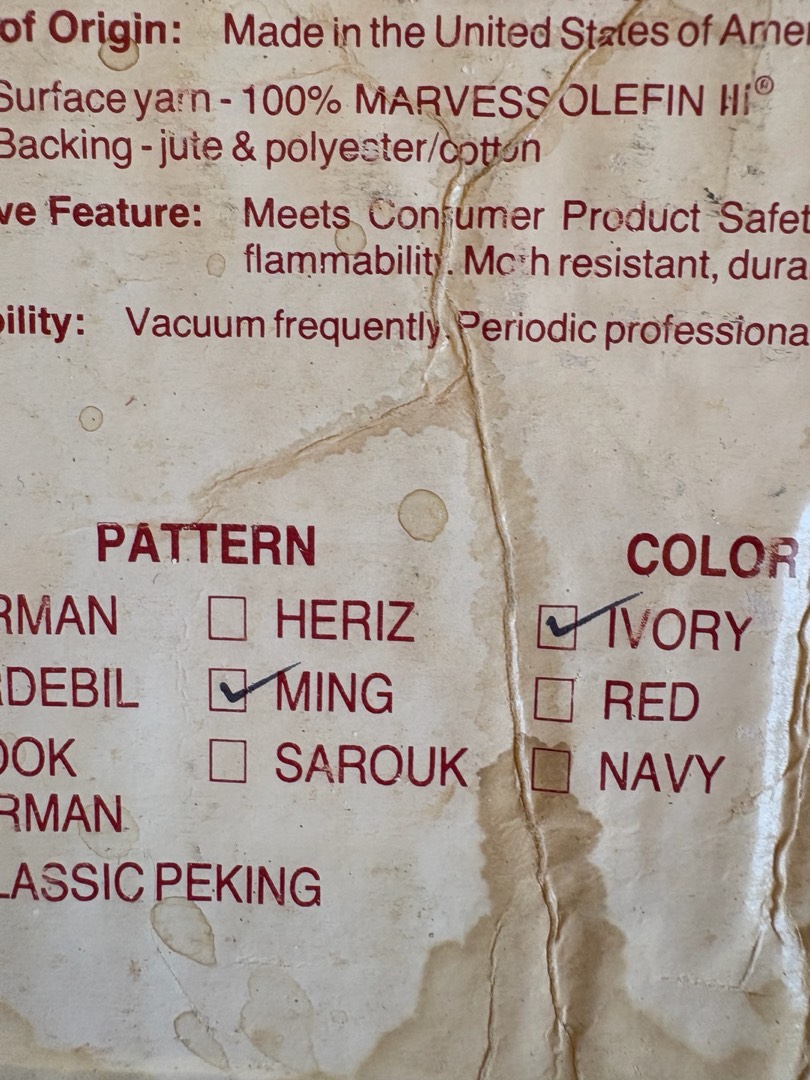 of Origin: Made in the United States of Amer
Surface yarn - 100% MARVESS OLEFIN III®
Backing - jute & polyester/cotton
ve Feature: Meets Consumer Product Safet
flammability. Moth resistant, dura
bility: Vacuum frequently. Periodic professiona
PATTERN COLOR
RMAN HERIZ IVORY
RDEBIL MING RED
OOK SAROUK NAVY
RMAN
LASSIC PEKING